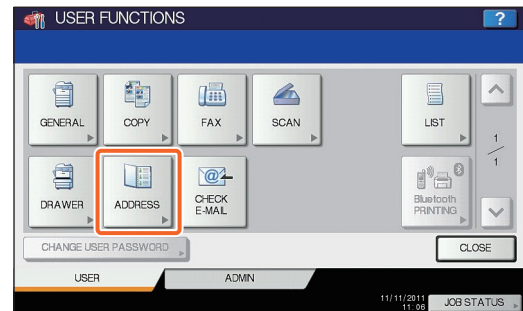 USER FUNCTIONS
?
GENERAL
COPY
FAX
SCAN
LIST
1
1
DRAWER
ADDRESS
@
CHECK
E-MAIL
Bluetooth
PRINTING
CHANGE USER PASSWORD
CLOSE
USER
ADMIN
11/11/2011
11:06
JOB STATUS